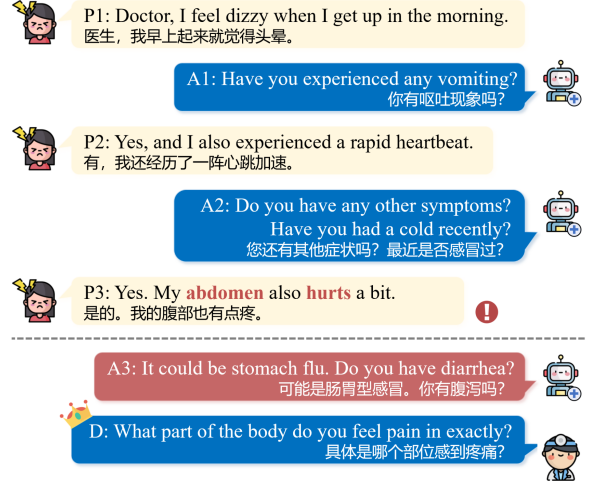 P1: Doctor, I feel dizzy when I get up in the morning.
医生，我早上起来就觉得头晕。
A1: Have you experienced any vomiting?
你有呕吐现象吗？
P2: Yes, and I also experienced a rapid heartbeat.
有，我还经历了一阵心跳加速。
A2: Do you have any other symptoms?
Have you had a cold recently?
您还有其他症状吗？最近是否感冒过？
P3: Yes. My abdomen also hurts a bit.
是的。我的腹部也有点疼。
A3: It could be stomach flu. Do you have diarrhea?
可能是肠胃型感冒。你有腹泻吗？
D: What part of the body do you feel pain in exactly?
具体是哪个部位感到疼痛？